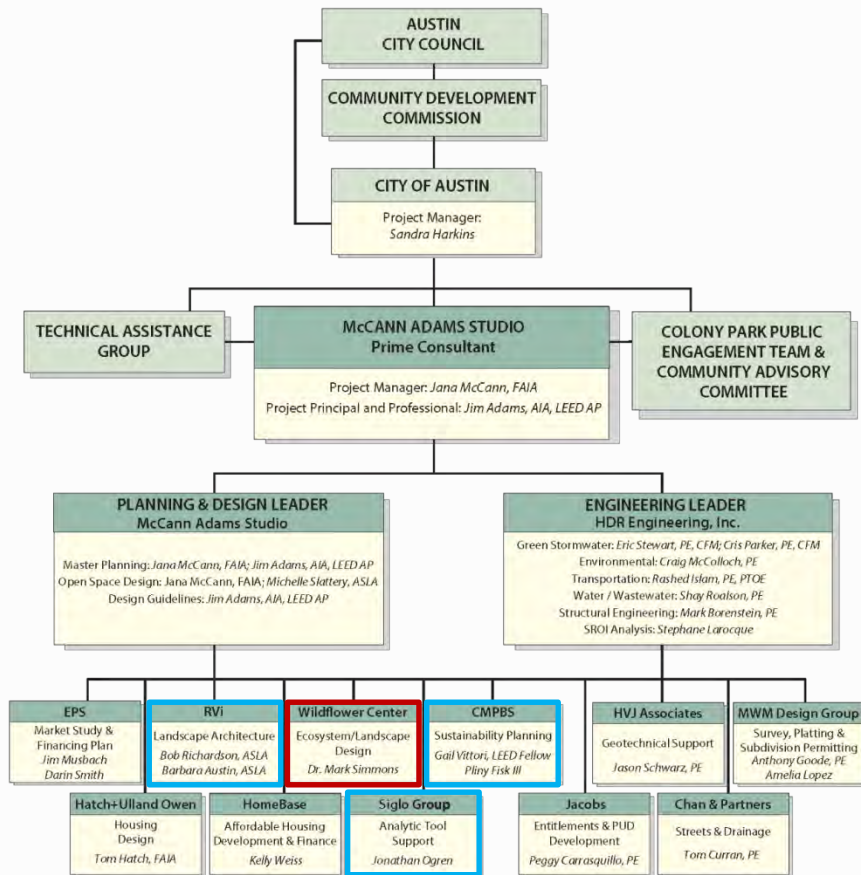 AUSTIN
CITY COUNCIL
COMMUNITY DEVELOPMENT
COMMISSION
CITY OF AUSTIN
Project Manager:
Sandra Harkins
TECHNICAL ASSISTANCE
GROUP
McCANN ADAMS STUDIO
Prime Consultant
Project Manager: Jana McCann, FAIA
Project Principal and Professional: Jim Adams, AIA, LEED AP
COLONY PARK PUBLIC
ENGAGEMENT TEAM &
COMMUNITY ADVISORY
COMMITTEE
PLANNING & DESIGN LEADER
McCann Adams Studio
Master Planning: Jana McCann, FAIA; Jim Adams, AIA, LEED AP
Open Space Design: Jana McCann, FAIA; Michelle Slattery, ASLA
Design Guidelines: Jim Adams, AIA, LEED AP
ENGINEERING LEADER
HDR Engineering, Inc.
Green Stormwater: Eric Stewart, PE, CFM; Cris Parker, PE, CFM
Environmental: Craig McColloch, PE
Transportation: Rashed Islam, PE, PTOE
Water / Wastewater: Shay Roalson, PE
Structural Engineering: Mark Borenstein, PE
SROI Analysis: Stephane Larocque
EPS
Market Study &
Financing Plan
Jim Musbach
Darin Smith
RVi
Landscape Architecture
Bob Richardson, ASLA
Barbara Austin, ASLA
Wildflower Center
Ecosystem/Landscape
Design
Dr. Mark Simmons
CMPBS
Sustainability Planning
Gail Vittori, LEED Fellow
Pliny Fisk III
HVJ Associates
Geotechnical Support
Jason Schwarz, PE
MWM Design Group
Survey, Platting &
Subdivision Permitting
Anthony Goode, PE
Amelia Lopez
Hatch+Ulland Owen
Housing
Design
Tom Hatch, FAIA
HomeBase
Affordable Housing
Development & Finance
Kelly Weiss
Siglo Group
Analytic Tool
Support
Jonathan Ogren
Jacobs
Entitlements & PUD
Development
Peggy Carrasquillo, PE
Chan & Partners
Streets & Drainage
Tom Curran, PE